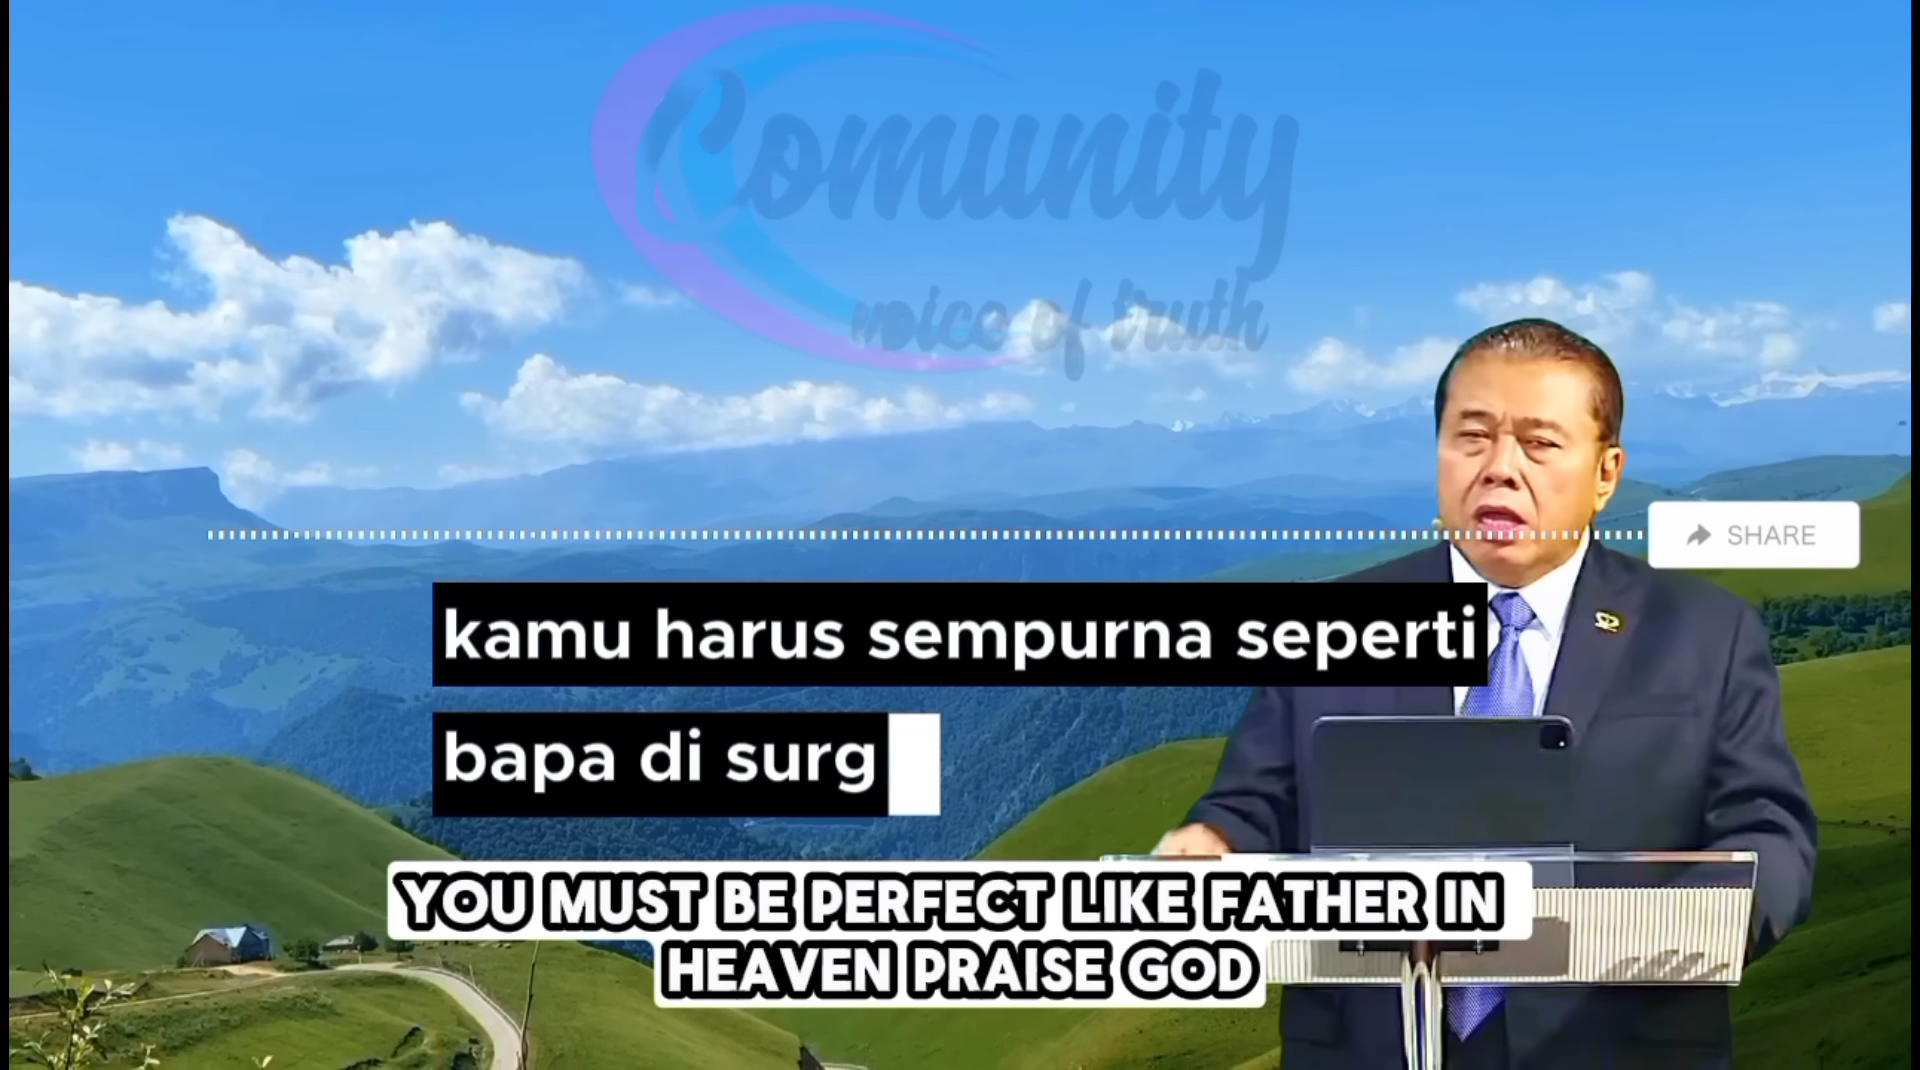 Comunity
voice of truth
SHARE
kamu harus sempurna seperti
bapa di surg
YOU MUST BE PERFECT LIKE FATHER IN
HEAVEN PRAISE GOD